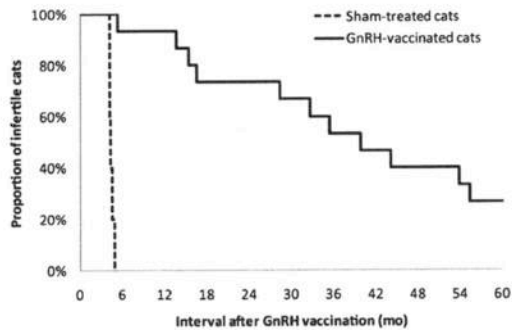 Sham-treated cats
GnRH-vaccinated cats
100%
80%
60%
40%
20%
0%
Proportion of infertile cats
0 6 12 18 24 30 36 42 48 54 60
Interval after GnRH vaccination (mo)